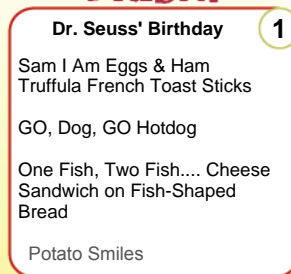 Dr. Seuss' Birthday
1
Sam I Am Eggs & Ham
Truffula French Toast Sticks
GO, Dog, GO Hotdog
One Fish, Two Fish.... Cheese
Sandwich on Fish-Shaped
Bread
Potato Smiles